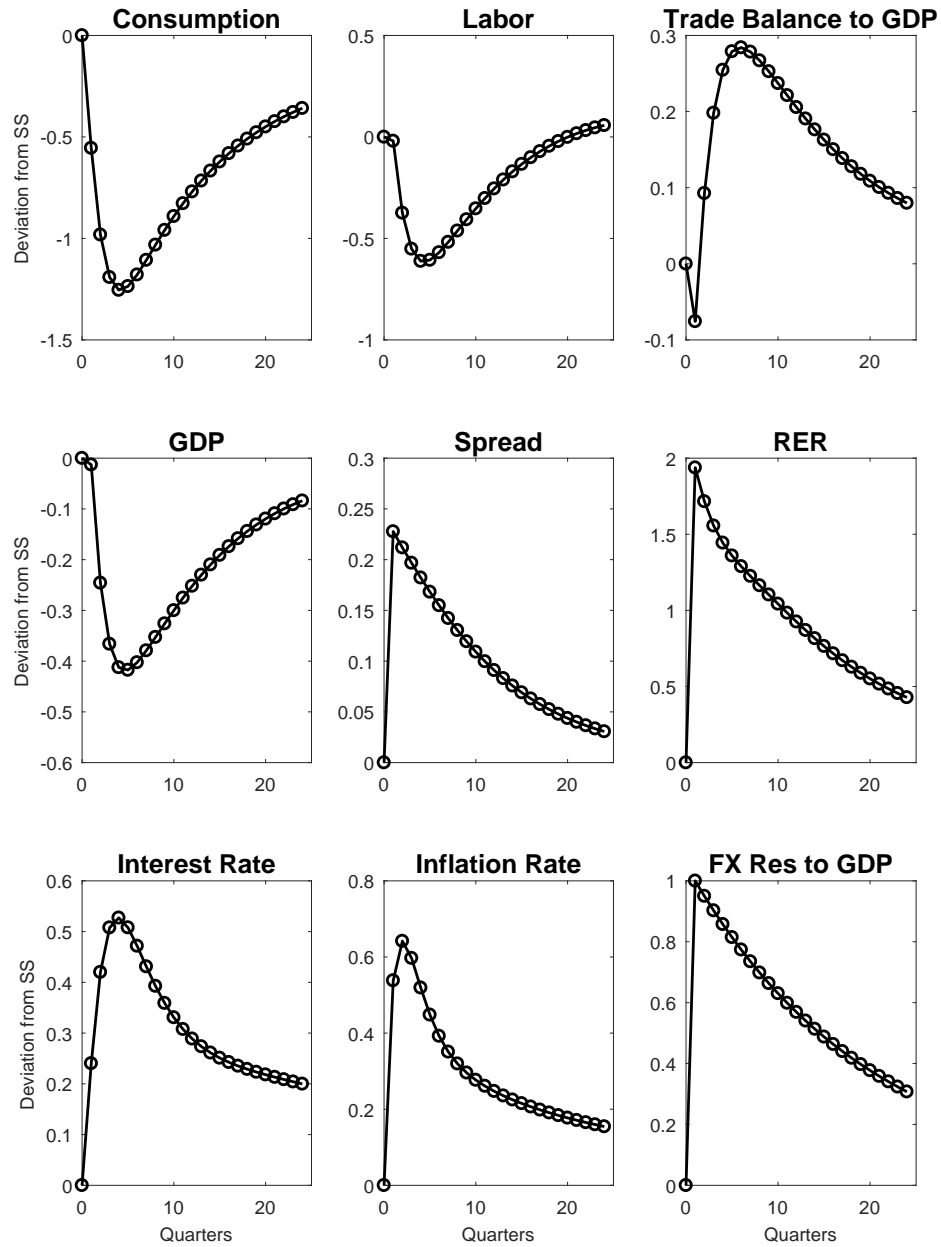 Consumption
Labor
Trade Balance to GDP
0
-0.5
-1
-1.5
Deviation from SS
0 10 20
0.5
0
-0.5
-1
0 10 20
0.3
0.2
0.1
0
-0.1
0 10 20
GDP
Spread
RER
0
-0.1
-0.2
-0.3
-0.4
-0.5
-0.6
Deviation from SS
0 10 20
0.3
0.25
0.2
0.15
0.1
0.05
0
0 10 20
2
1.5
1
0.5
0
0 10 20
Interest Rate
Inflation Rate
FX Res to GDP
0.6
0.5
0.4
0.3
0.2
0.1
0
Deviation from SS
0 10 20
Quarters
0.8
0.6
0.4
0.2
0
0 10 20
Quarters
1
0.8
0.6
0.4
0.2
0
0 10 20
Quarters